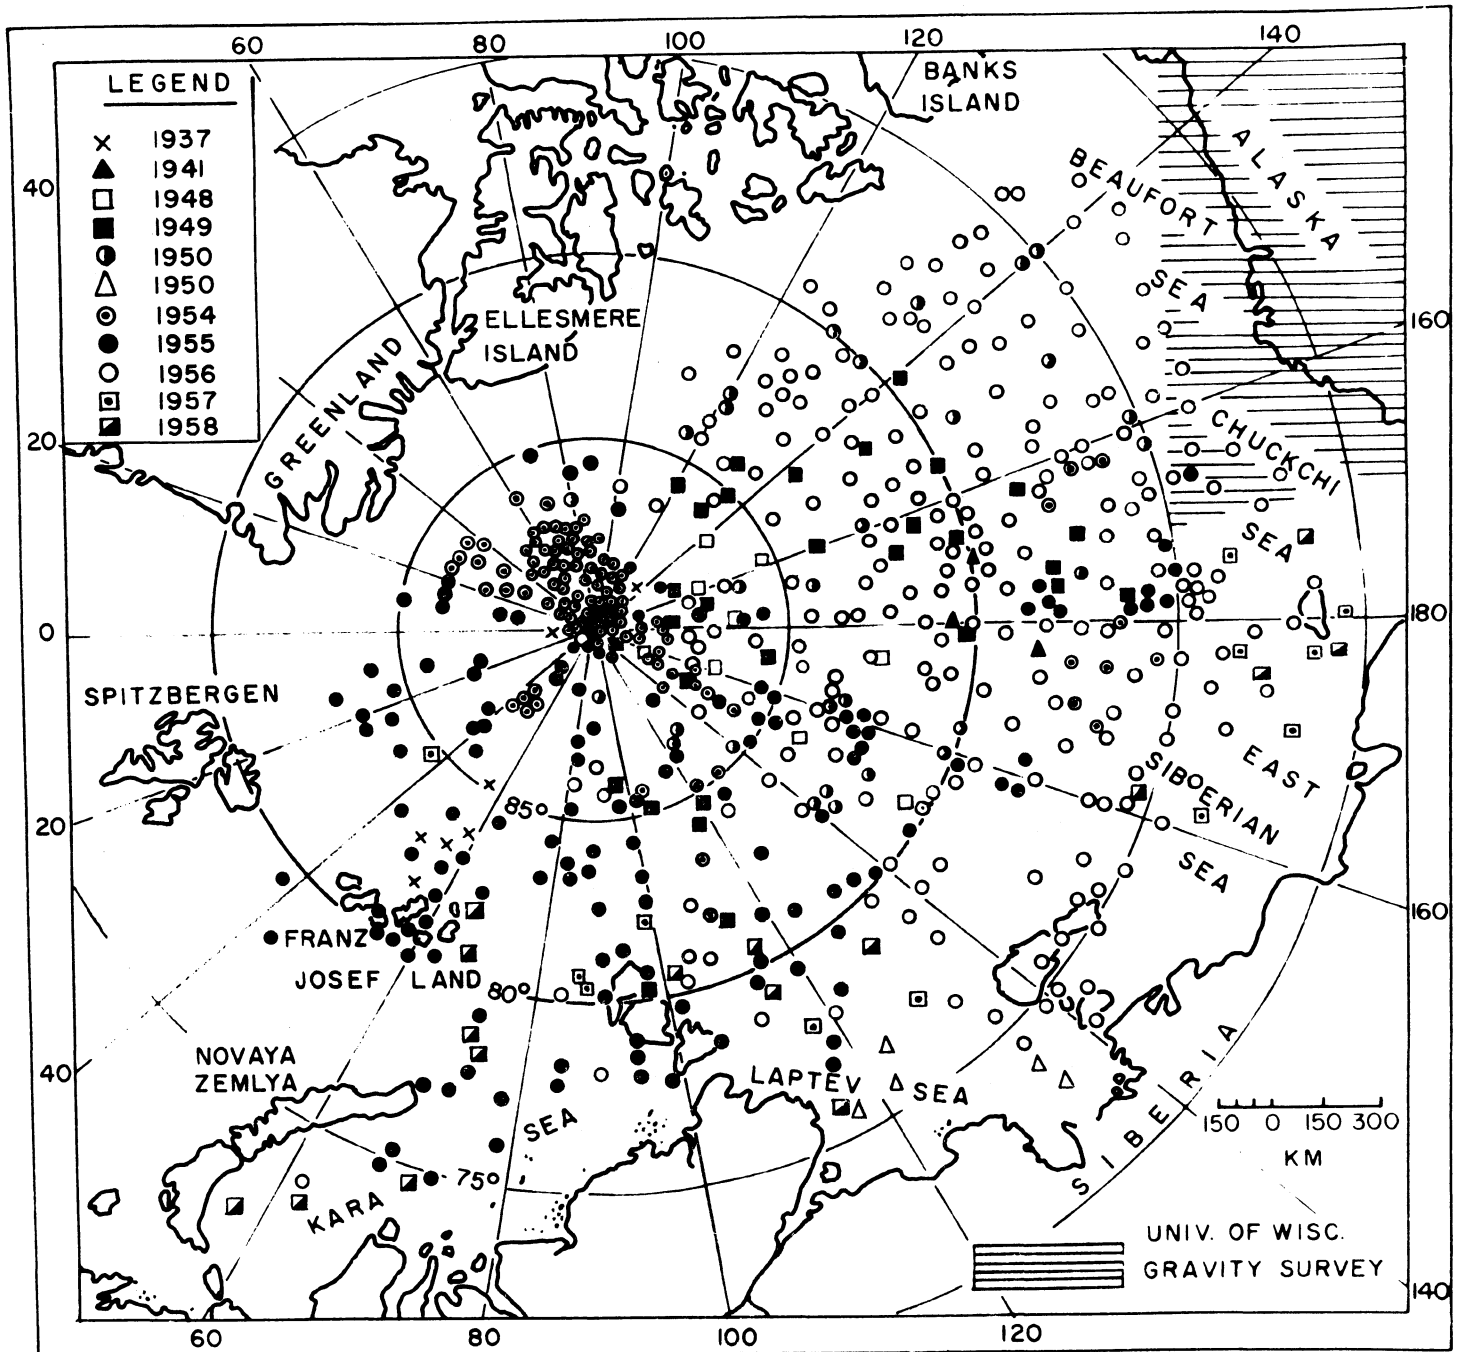 60
80
100
120
140
LEGEND
1937
1941
1948
1949
1950
1950
1954
1955
1956
1957
1958
BANKS
ISLAND
ALASKA
BEAUFORT
SEA
40
160
ELLESMERE
ISLAND
GREENLAND
20
CHUCKCHI
SEA
0
180
SPITZBERGEN
EAST
SIBERIAN
SEA
85°
20
160
FRANZ
JOSEF LAND
80°
NOVAYA
ZEMLYA
40
LAPTEV SEA
SIBERIA
150 0 150 300
KM
KARA SEA
75°
UNIV. OF WISC.
GRAVITY SURVEY
140
60
80
100
120